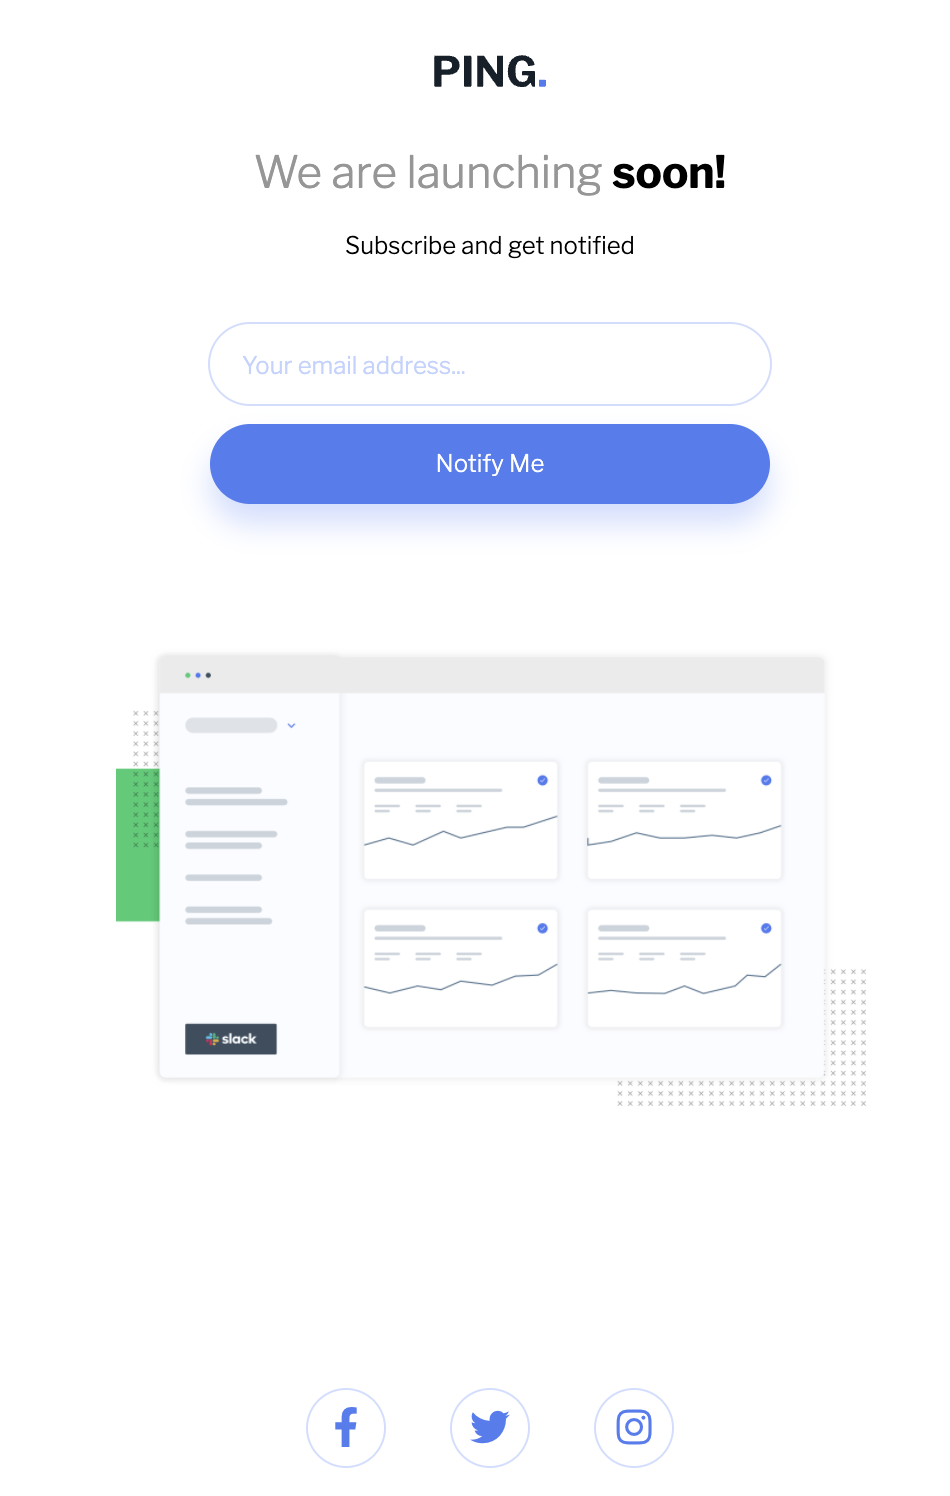 PING.
We are launching soon!
Subscribe and get notified
Your email address...
Notify Me
slack